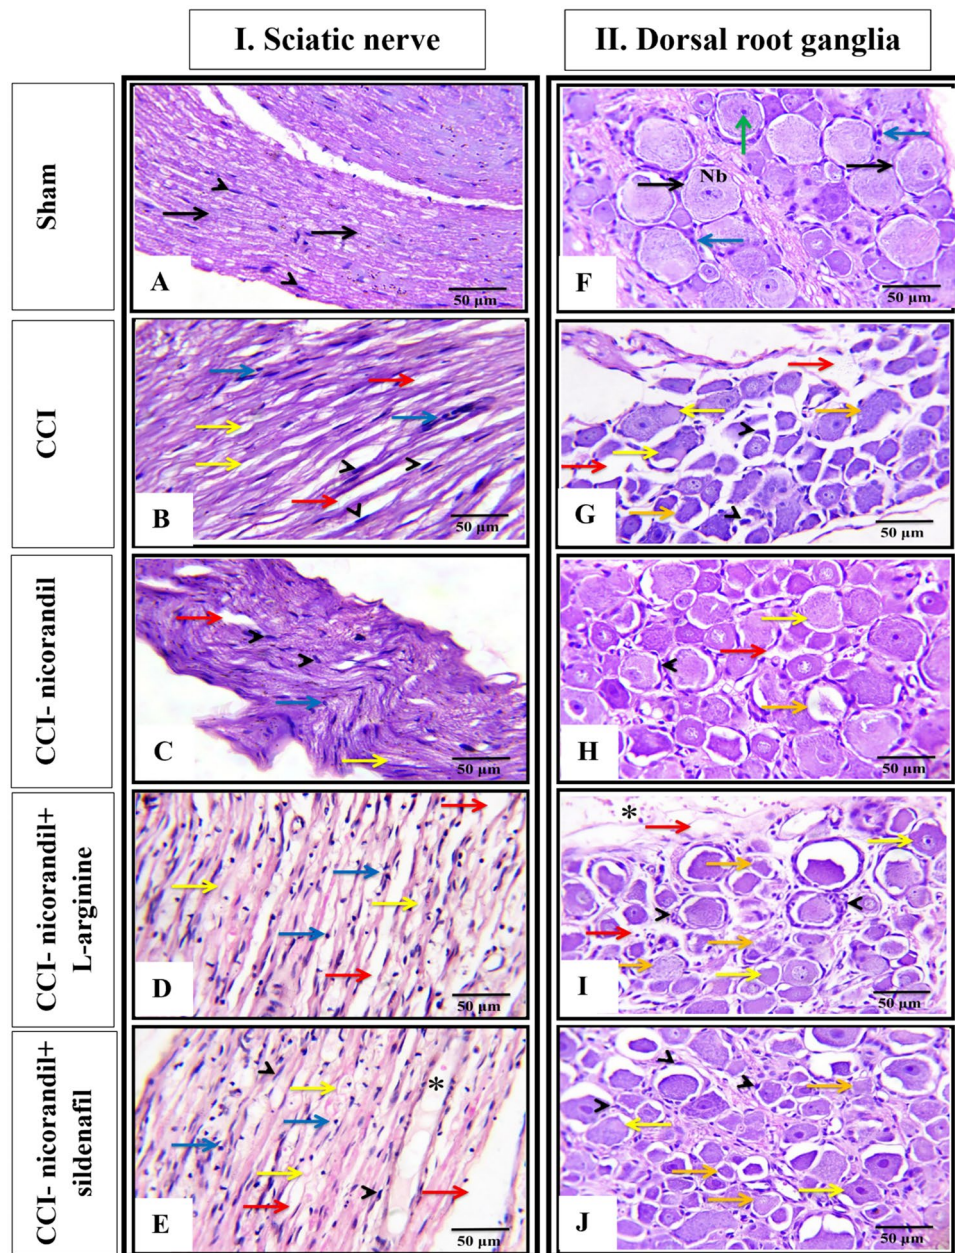 I. Sciatic nerve
II. Dorsal root ganglia
Sham
A
50 µm
Nb
F
50 µm
CCI
B
50 µm
G
50 µm
CCI- nicorandil
C
50 µm
H
50 µm
CCI- nicorandil+
L-arginine
D
50 µm
*
I
50 µm
CCI- nicorandil+
sildenafil
*
E
50 µm
J
50 µm